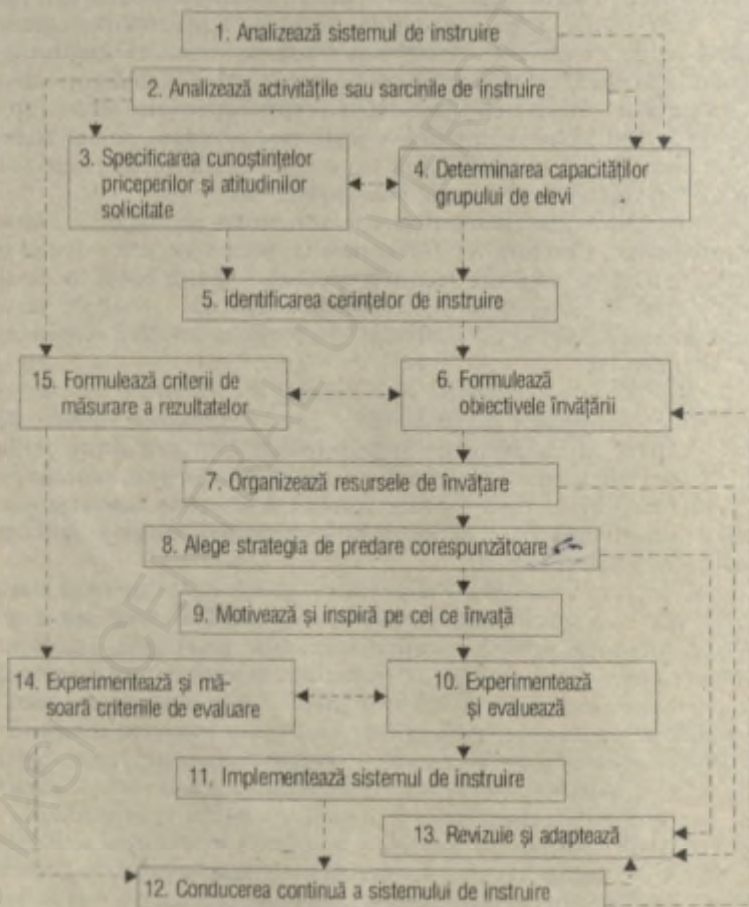 1. Analizează sistemul de instruire
2. Analizează activitățile sau sarcinile de instruire
3. Specificarea cunoștințelor
priceperilor și atitudinilor
solicitate
4. Determinarea capacităților
grupului de elevi
5. identificarea cerințelor de instruire
15. Formulează criterii de
măsurare a rezultatelor
6. Formulează
obiectivele învățării
7. Organizează resursele de învățare
8. Alege strategia de predare corespunzătoare
9. Motivează și inspiră pe cei ce învață
14. Experimentează și mă-
soară criteriile de evaluare
10. Experimentează
și evaluează
11. Implementează sistemul de instruire
13. Revizuie și adaptează
12. Conducerea continuă a sistemului de instruire
IASI CENTRAL UNIVERSIT